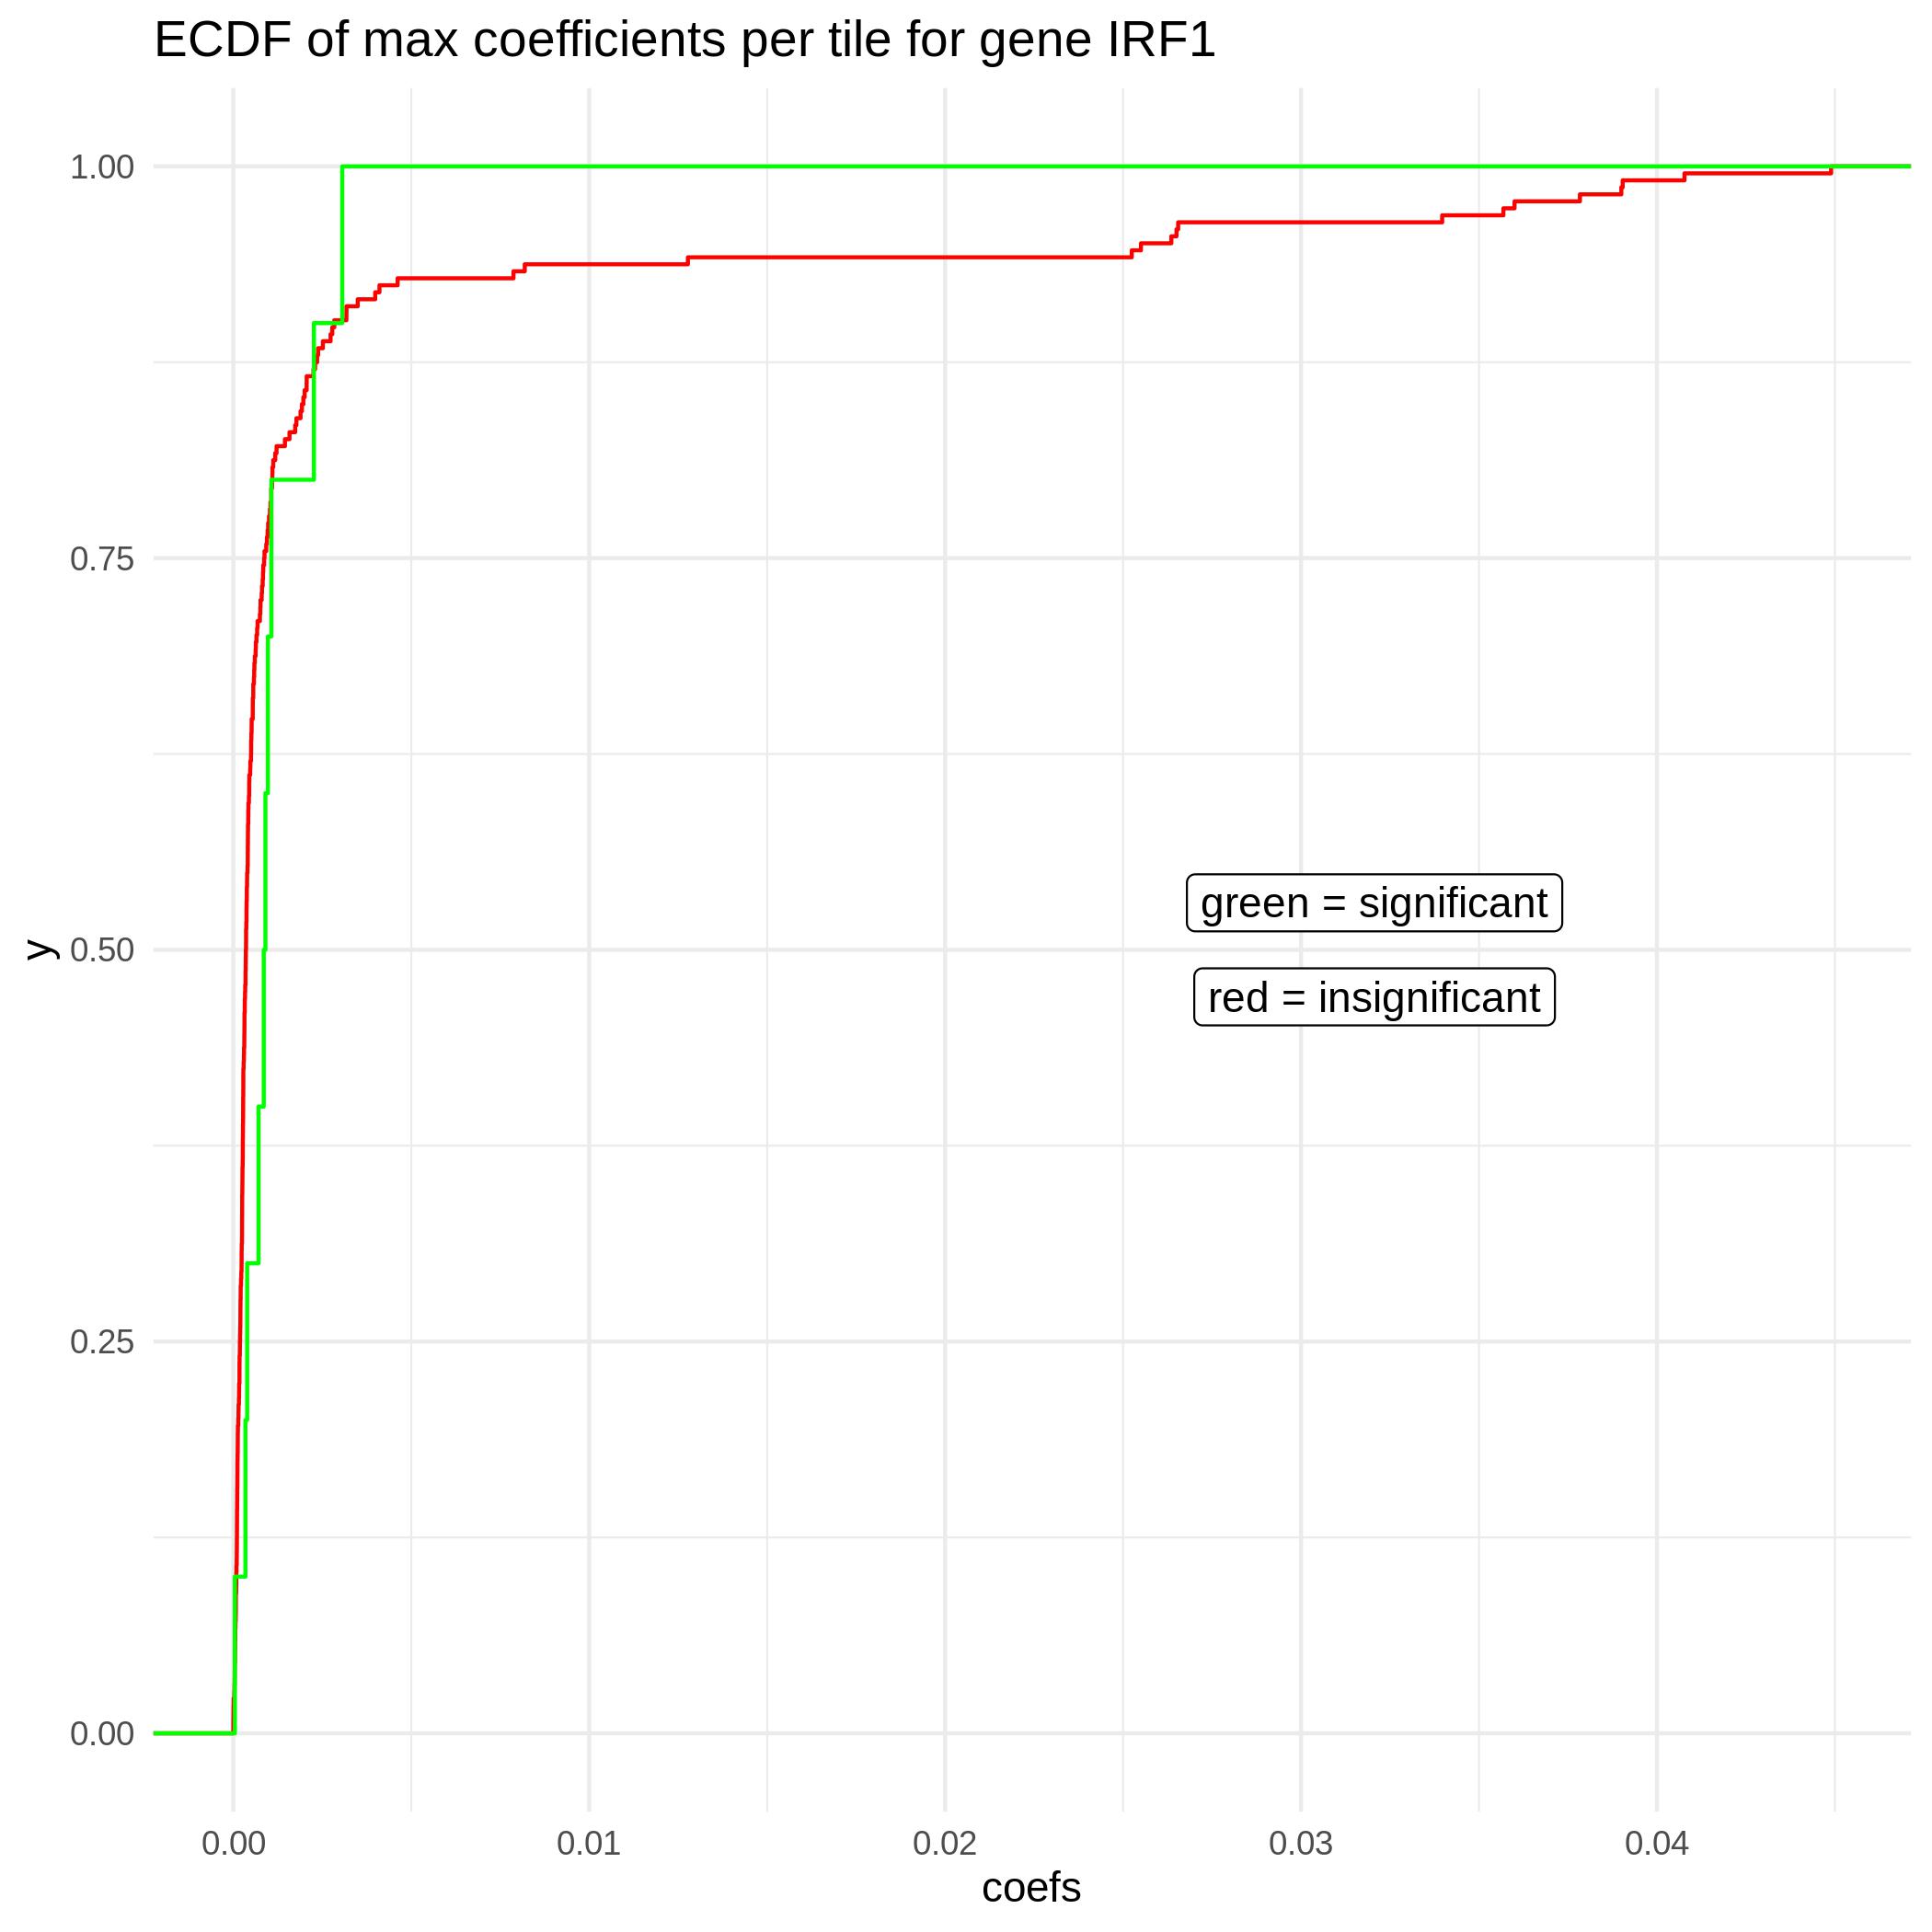 ECDF of max coefficients per tile for gene IRF1
1.00
0.75
0.50
0.25
0.00
y
green = significant
red = insignificant
0.00
0.01
0.02
0.03
0.04
coefs